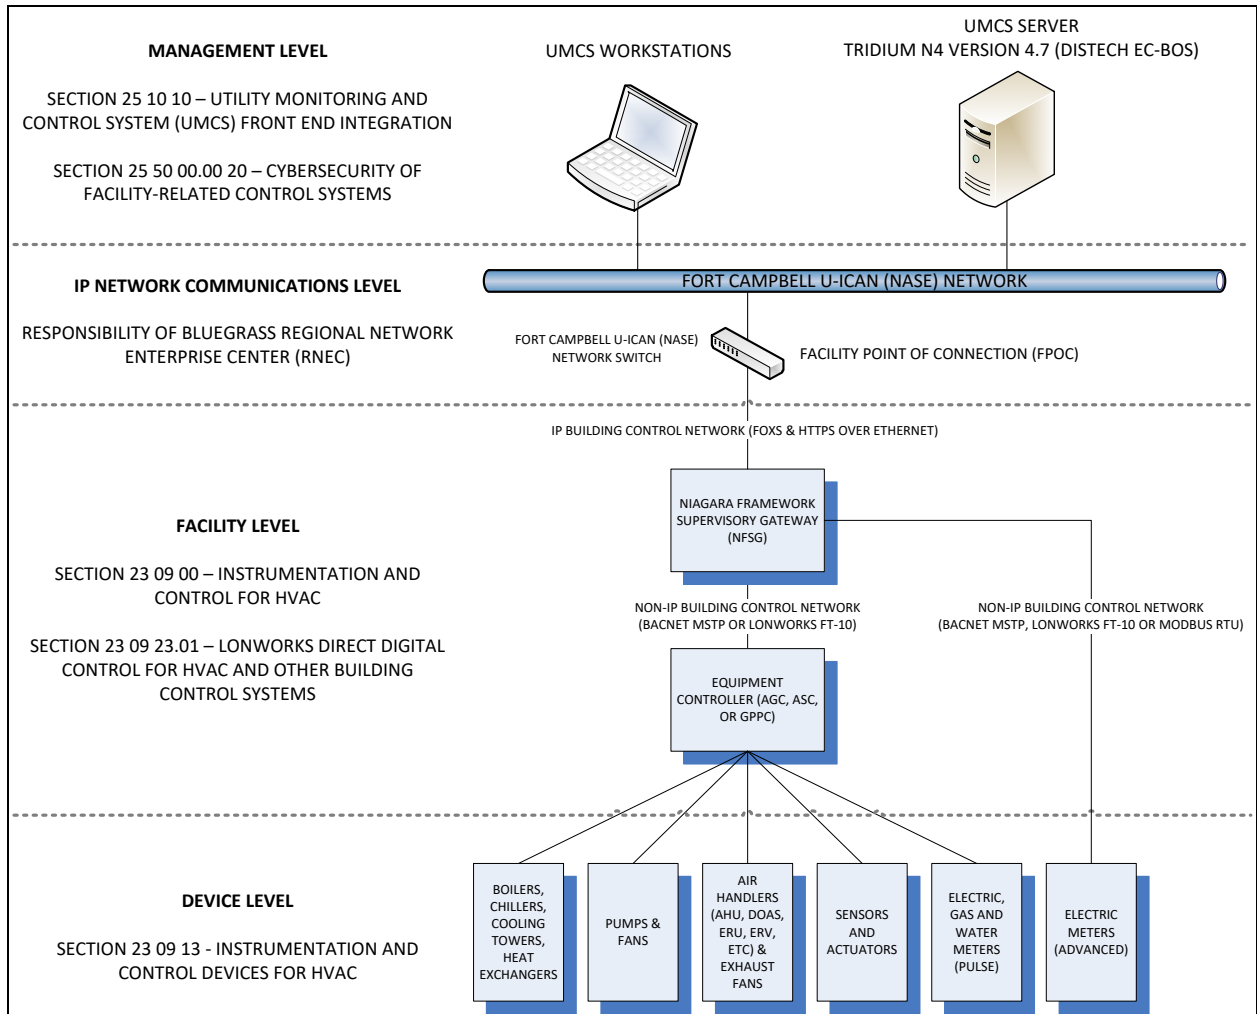 MANAGEMENT LEVEL
SECTION 25 10 10 – UTILITY MONITORING AND
CONTROL SYSTEM (UMCS) FRONT END INTEGRATION
SECTION 25 50 00.00 20 – CYBERSECURITY OF
FACILITY-RELATED CONTROL SYSTEMS
UMCS WORKSTATIONS
UMCS SERVER
TRIDIUM N4 VERSION 4.7 (DISTECH EC-BOS)
IP NETWORK COMMUNICATIONS LEVEL
RESPONSIBILITY OF BLUEGRASS REGIONAL NETWORK
ENTERPRISE CENTER (RNEC)
FORT CAMPBELL U-ICAN (NASE) NETWORK
FORT CAMPBELL U-ICAN (NASE)
NETWORK SWITCH
FACILITY POINT OF CONNECTION (FPOC)
IP BUILDING CONTROL NETWORK (FOXS & HTTPS OVER ETHERNET)
FACILITY LEVEL
SECTION 23 09 00 – INSTRUMENTATION AND
CONTROL FOR HVAC
SECTION 23 09 23.01 – LONWORKS DIRECT DIGITAL
CONTROL FOR HVAC AND OTHER BUILDING
CONTROL SYSTEMS
NIAGARA FRAMEWORK
SUPERVISORY GATEWAY
(NFSG)
NON-IP BUILDING CONTROL NETWORK
(BACNET MSTP OR LONWORKS FT-10)
NON-IP BUILDING CONTROL NETWORK
(BACNET MSTP, LONWORKS FT-10 OR MODBUS RTU)
EQUIPMENT
CONTROLLER (AGC, ASC,
OR GPPC)
DEVICE LEVEL
SECTION 23 09 13 - INSTRUMENTATION AND
CONTROL DEVICES FOR HVAC
BOILERS,
CHILLERS,
COOLING
TOWERS,
HEAT
EXCHANGERS
PUMPS &
FANS
AIR
HANDLERS
(AHU, DOAS,
ERU, ERV,
ETC) &
EXHAUST
FANS
SENSORS
AND
ACTUATORS
ELECTRIC,
GAS AND
WATER
METERS
(PULSE)
ELECTRIC
METERS
(ADVANCED)